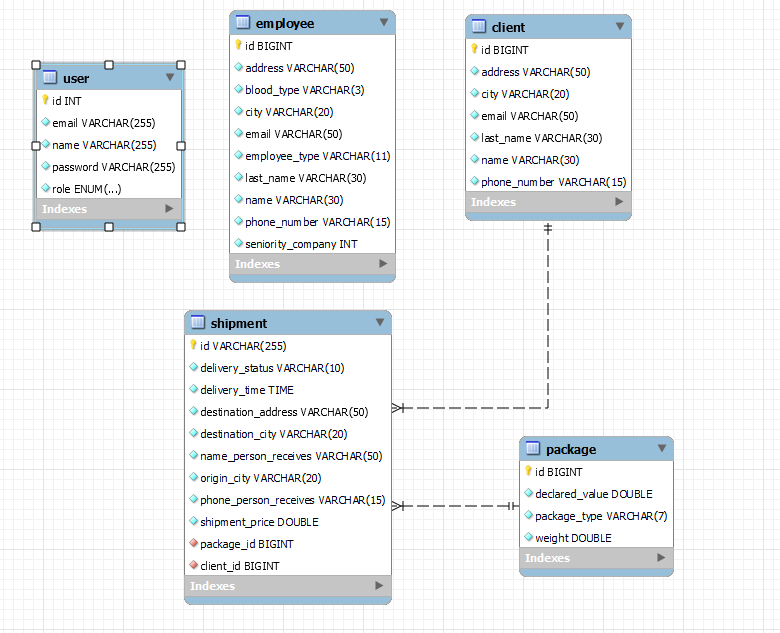 user
id INT
email VARCHAR(255)
name VARCHAR(255)
password VARCHAR(255)
role ENUM(...)
Indexes
employee
id BIGINT
address VARCHAR(50)
blood_type VARCHAR(3)
city VARCHAR(20)
email VARCHAR(50)
employee_type VARCHAR(11)
last_name VARCHAR(30)
name VARCHAR(30)
phone_number VARCHAR(15)
seniority_company INT
Indexes
client
id BIGINT
address VARCHAR(50)
city VARCHAR(20)
email VARCHAR(50)
last_name VARCHAR(30)
name VARCHAR(30)
phone_number VARCHAR(15)
Indexes
shipment
id VARCHAR(255)
delivery_status VARCHAR(10)
delivery_time TIME
destination_address VARCHAR(50)
destination_city VARCHAR(20)
name_person_receives VARCHAR(50)
origin_city VARCHAR(20)
phone_person_receives VARCHAR(15)
shipment_price DOUBLE
package_id BIGINT
client_id BIGINT
Indexes
package
id BIGINT
declared_value DOUBLE
package_type VARCHAR(7)
weight DOUBLE
Indexes